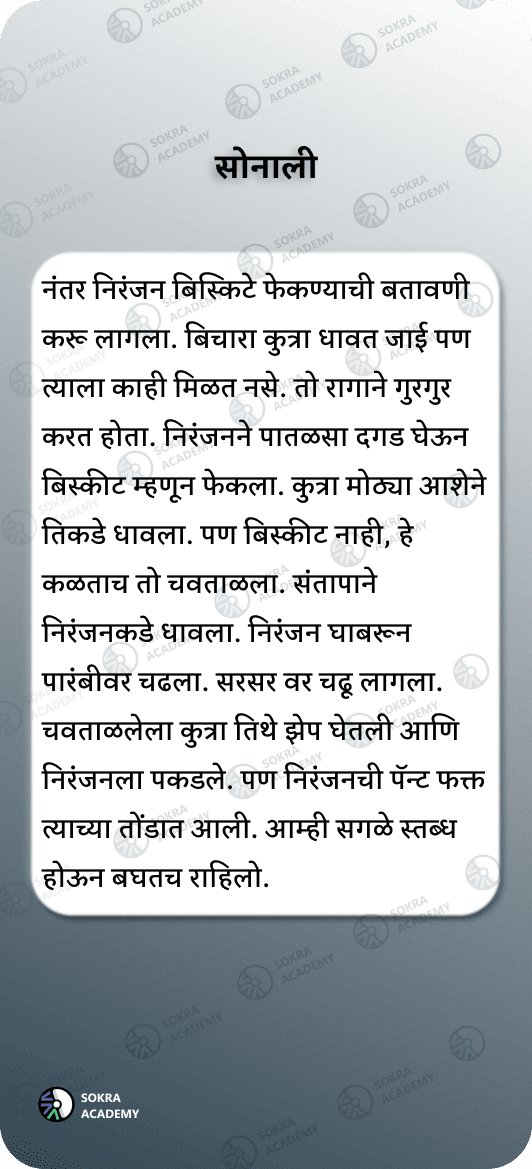 सोनाली
नंतर निरंजन बिस्किटे फेकण्याची बतावणी
करू लागला. बिचारा कुत्रा धावत जाई पण
त्याला काही मिळत नसे. तो रागाने गुरगुर
करत होता. निरंजनने पातळसा दगड घेऊन
बिस्कीट म्हणून फेकला. कुत्रा मोठ्या आशेने
तिकडे धावला. पण बिस्कीट नाही, हे
कळताच तो चवताळला. संतापाने
निरंजनकडे धावला. निरंजन घाबरून
पारंबीवर चढला. सरसर वर चढू लागला.
चवताळलेला कुत्रा तिथे झेप घेतली आणि
निरंजनला पकडले. पण निरंजनची पॅन्ट फक्त
त्याच्या तोंडात आली. आम्ही सगळे स्तब्ध
होऊन बघतच राहिलो.
SOKRA
ACADEMY